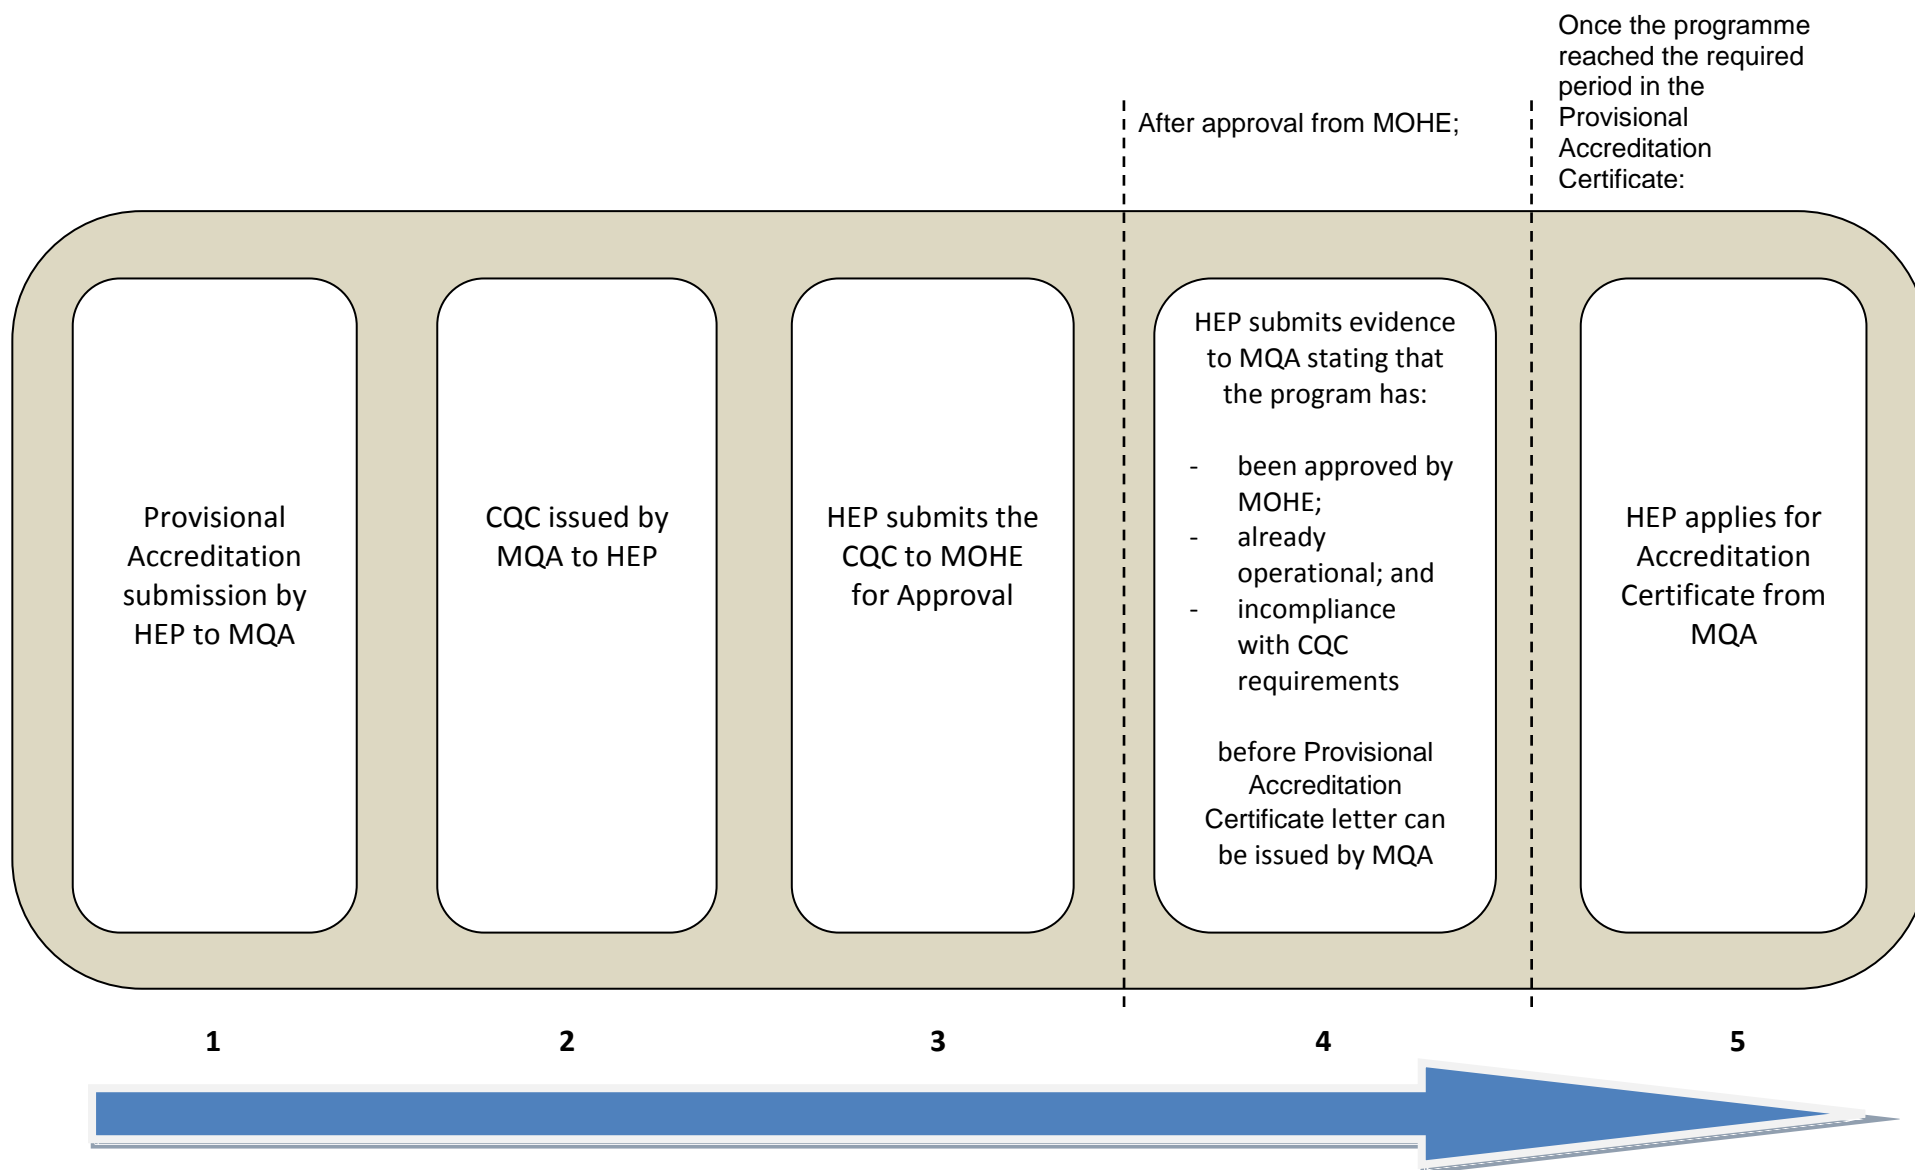 Once the programme
reached the required
period in the
Provisional
Accreditation
Certificate:
After approval from MOHE;
Provisional
Accreditation
submission by
HEP to MQA
CQC issued by
MQA to HEP
HEP submits the
CQC to MOHE
for Approval
HEP submits evidence
to MQA stating that
the program has:
- been approved by
MOHE;
- already
operational; and
- incompliance
with CQC
requirements
before Provisional
Accreditation
Certificate letter can
be issued by MQA
HEP applies for
Accreditation
Certificate from
MQA
1
2
3
4
5